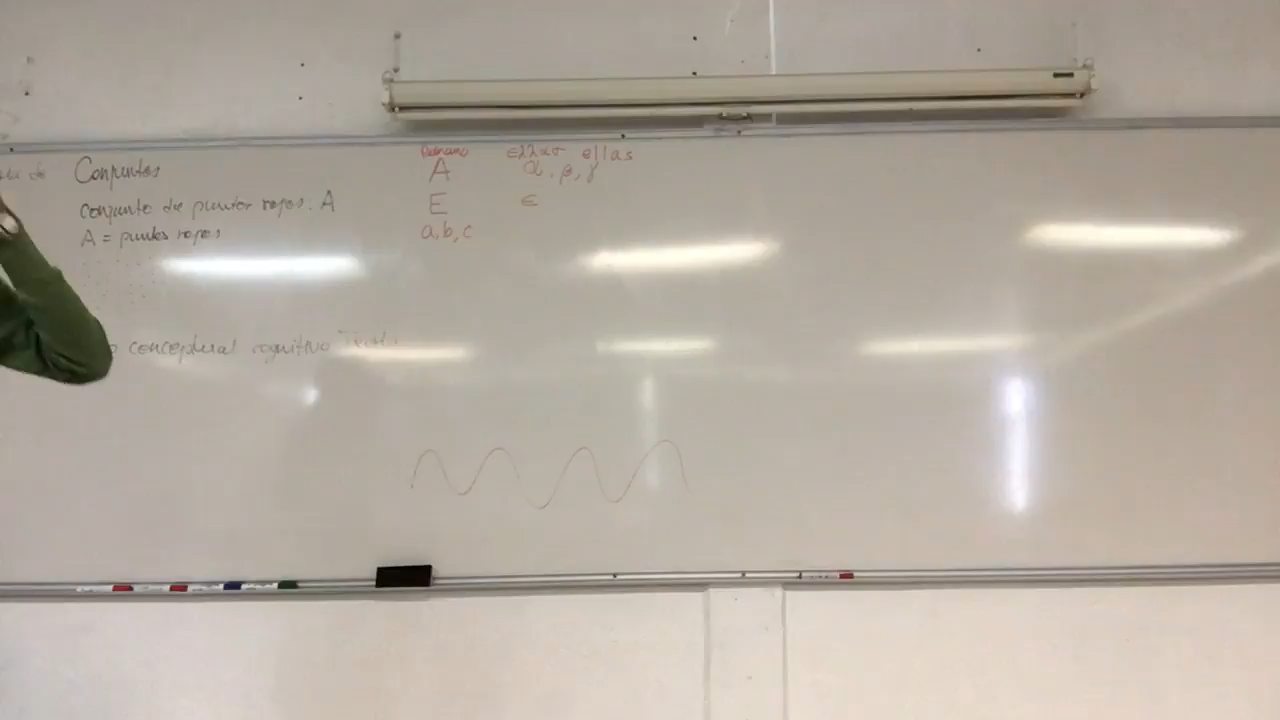 Conjuntos
conjunto de puntos rojos. A
A = puntos rojos
conceptual cognitivo
ellas
A α, β, γ
E ∈
a, b, c